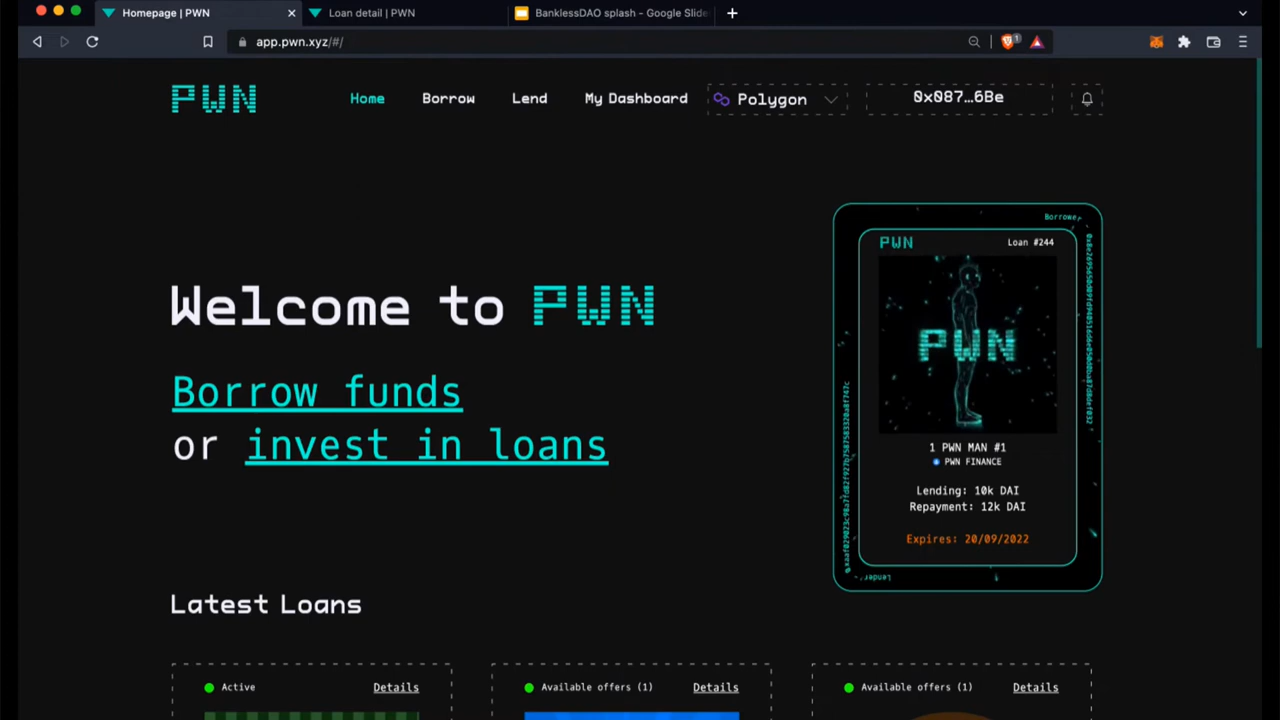 Homepage | PWN
Loan detail | PWN
BanklessDAO splash - Google Slide
app.pwn.xyz/#/
1
PWN
Home
Borrow
Lend
My Dashboard
Polygon
0x087…6Be
Welcome to PWN
Borrow funds
or invest in loans
Borrower
PWN
Loan #244
PWN
1 PWN MAN #1
PWN FINANCE
Lending: 10k DAI
Repayment: 12k DAI
Expires: 20/09/2022
Lender
Latest Loans
Active
Details
Available offers (1)
Details
Available offers (1)
Details